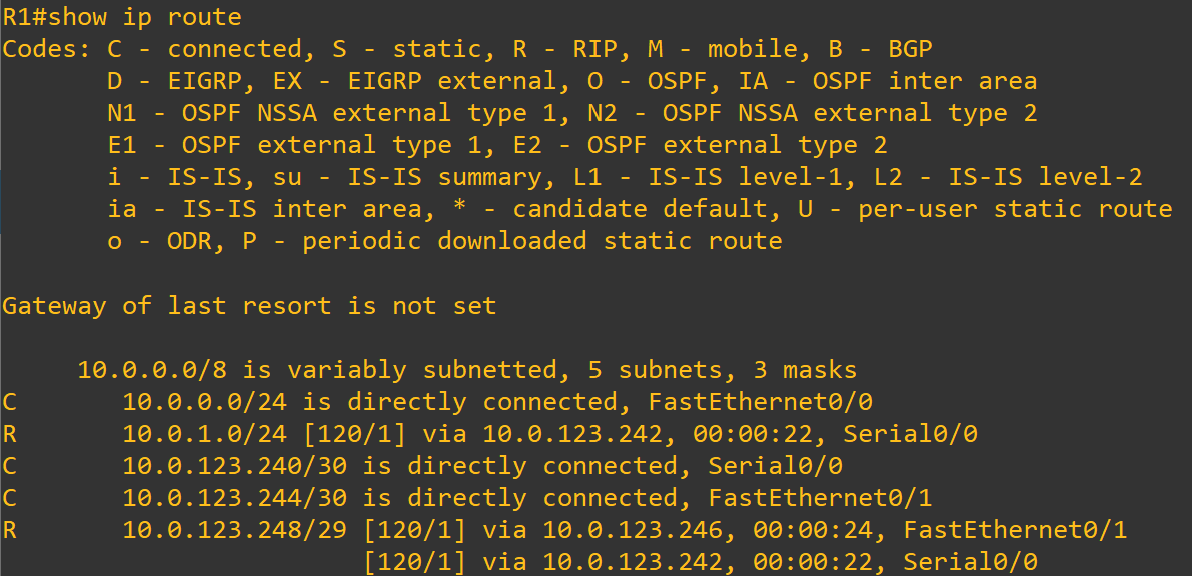 R1#show ip route
Codes: C - connected, S - static, R - RIP, M - mobile, B - BGP
       D - EIGRP, EX - EIGRP external, O - OSPF, IA - OSPF inter area
       N1 - OSPF NSSA external type 1, N2 - OSPF NSSA external type 2
       E1 - OSPF external type 1, E2 - OSPF external type 2
       i - IS-IS, su - IS-IS summary, L1 - IS-IS level-1, L2 - IS-IS level-2
       ia - IS-IS inter area, * - candidate default, U - per-user static route
       o - ODR, P - periodic downloaded static route

Gateway of last resort is not set

     10.0.0.0/8 is variably subnetted, 5 subnets, 3 masks
C       10.0.0.0/24 is directly connected, FastEthernet0/0
R       10.0.1.0/24 [120/1] via 10.0.123.242, 00:00:22, Serial0/0
C       10.0.123.240/30 is directly connected, Serial0/0
C       10.0.123.244/30 is directly connected, FastEthernet0/1
R       10.0.123.248/29 [120/1] via 10.0.123.246, 00:00:24, FastEthernet0/1
                        [120/1] via 10.0.123.242, 00:00:22, Serial0/0